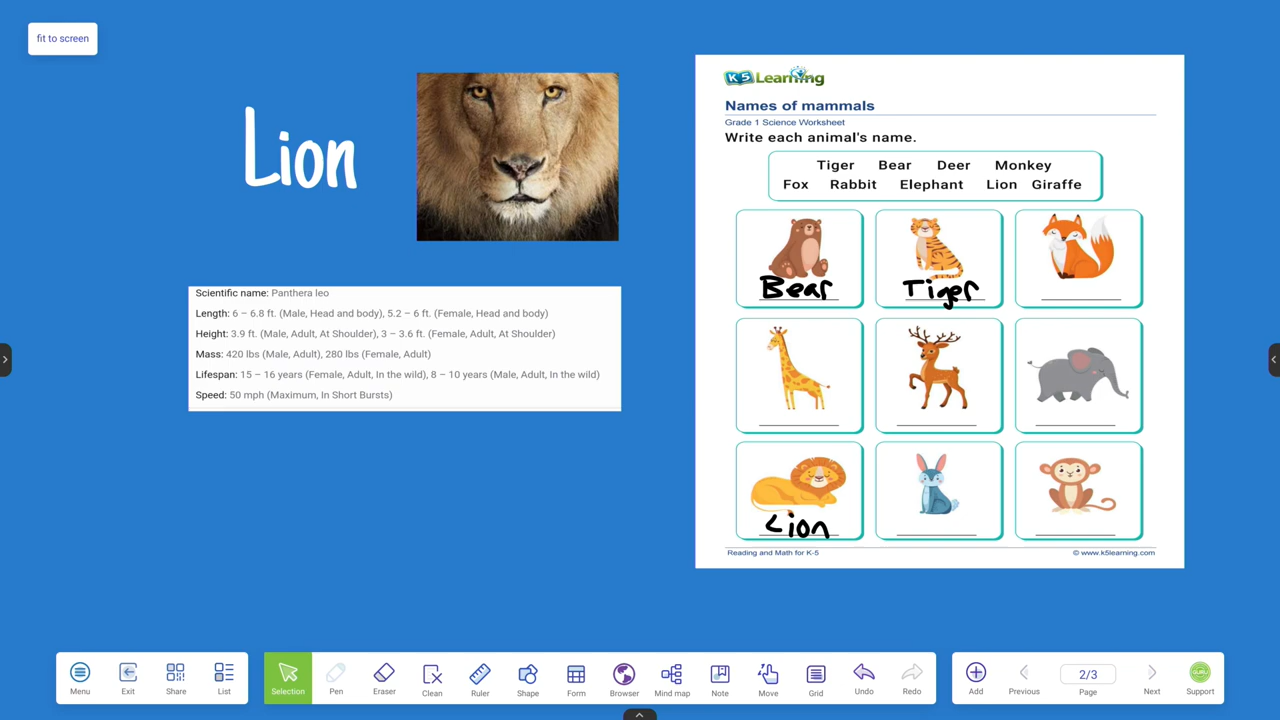 fit to screen
Lion
Scientific name: Panthera leo
Length: 6 – 6.8 ft. (Male, Head and body), 5.2 – 6 ft. (Female, Head and body)
Height: 3.9 ft. (Male, Adult, At Shoulder), 3 – 3.6 ft. (Female, Adult, At Shoulder)
Mass: 420 lbs (Male, Adult), 280 lbs (Female, Adult)
Lifespan: 15 – 16 years (Female, Adult, In the wild), 8 – 10 years (Male, Adult, In the wild)
Speed: 50 mph (Maximum, In Short Bursts)
K5 Learning
Names of mammals
Grade 1 Science Worksheet
Write each animal's name.
Tiger Bear Deer Monkey
Fox Rabbit Elephant Lion Giraffe
Bear Tiger
Lion
Reading and Math for K-5 © www.k5learning.com
Menu Exit Share List Selection Pen Eraser Clean Ruler Shape Form Browser Mind map Note Move Grid Undo Redo Add Previous 2/3 Page Next GURU Support